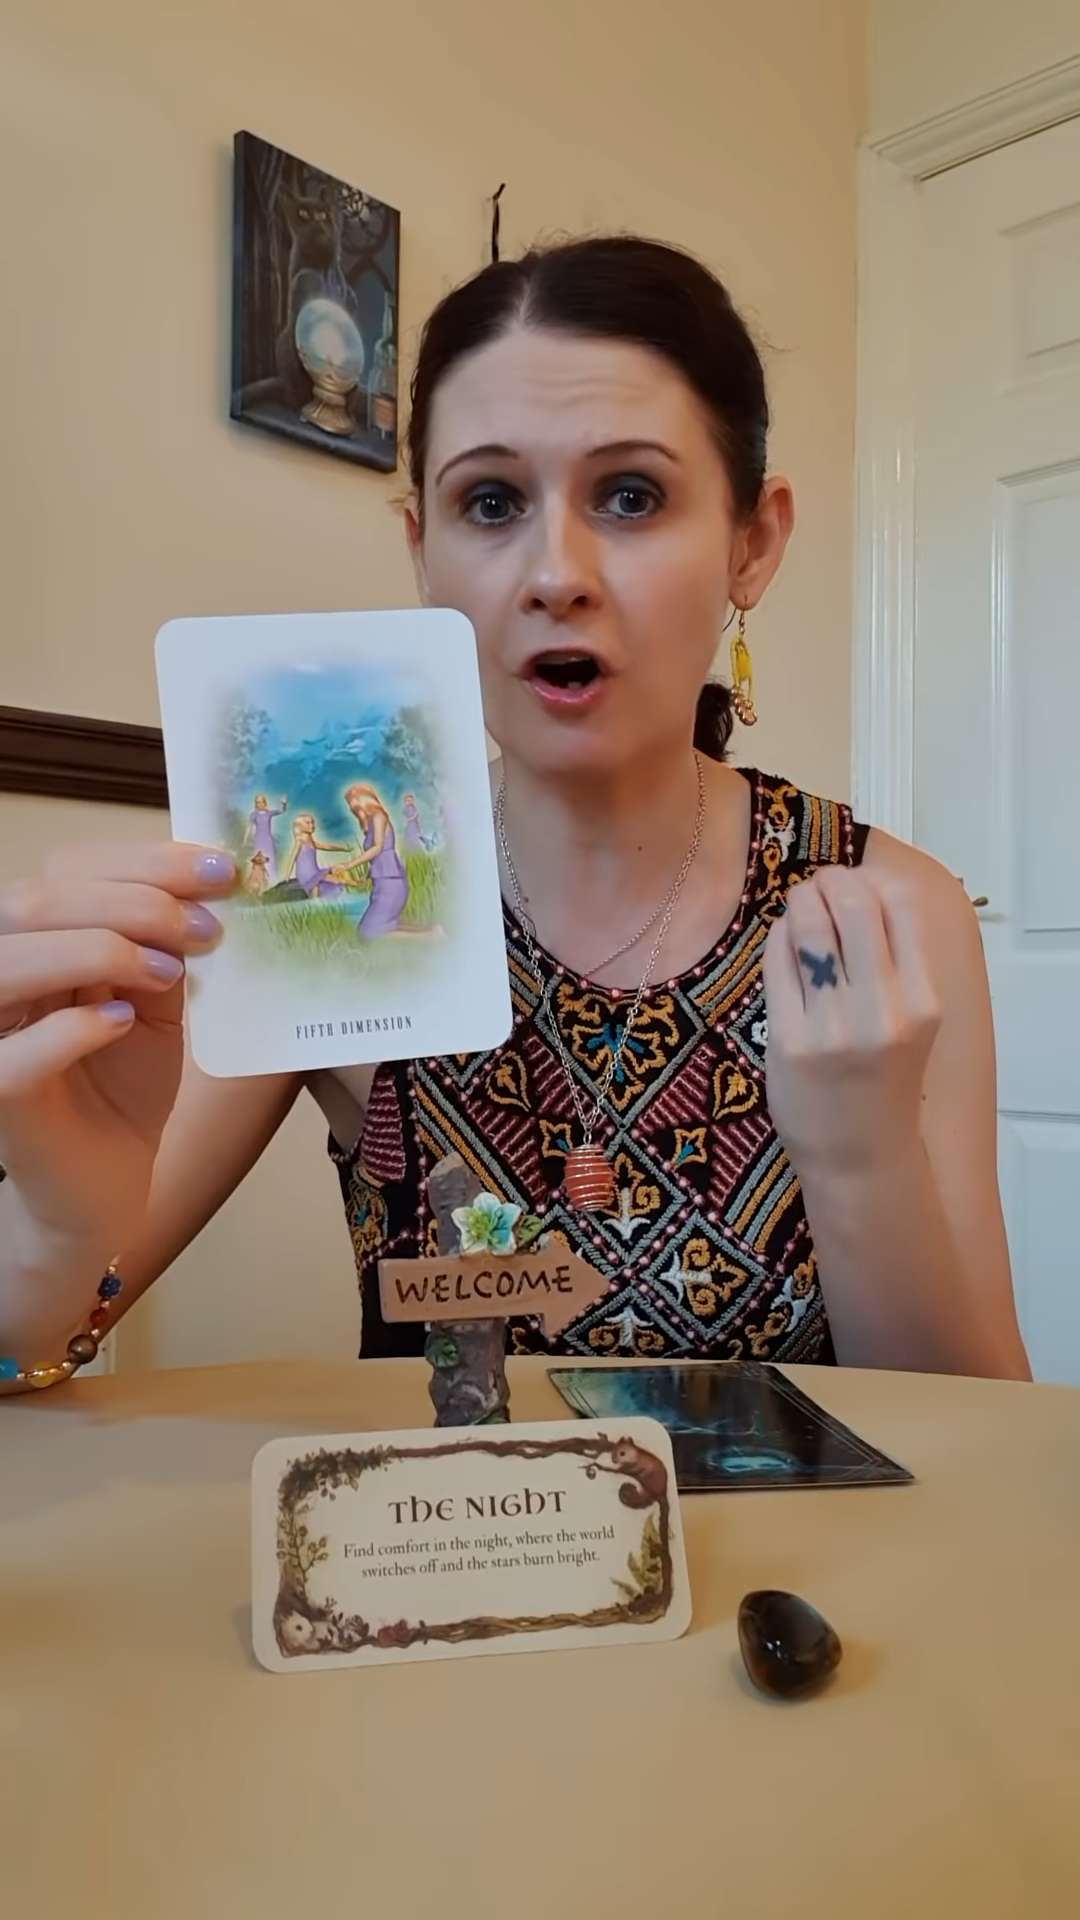 FIFTH DIMENSION
WELCOME
THE NIGHT
Find comfort in the night, where the world
switches off and the stars burn bright.